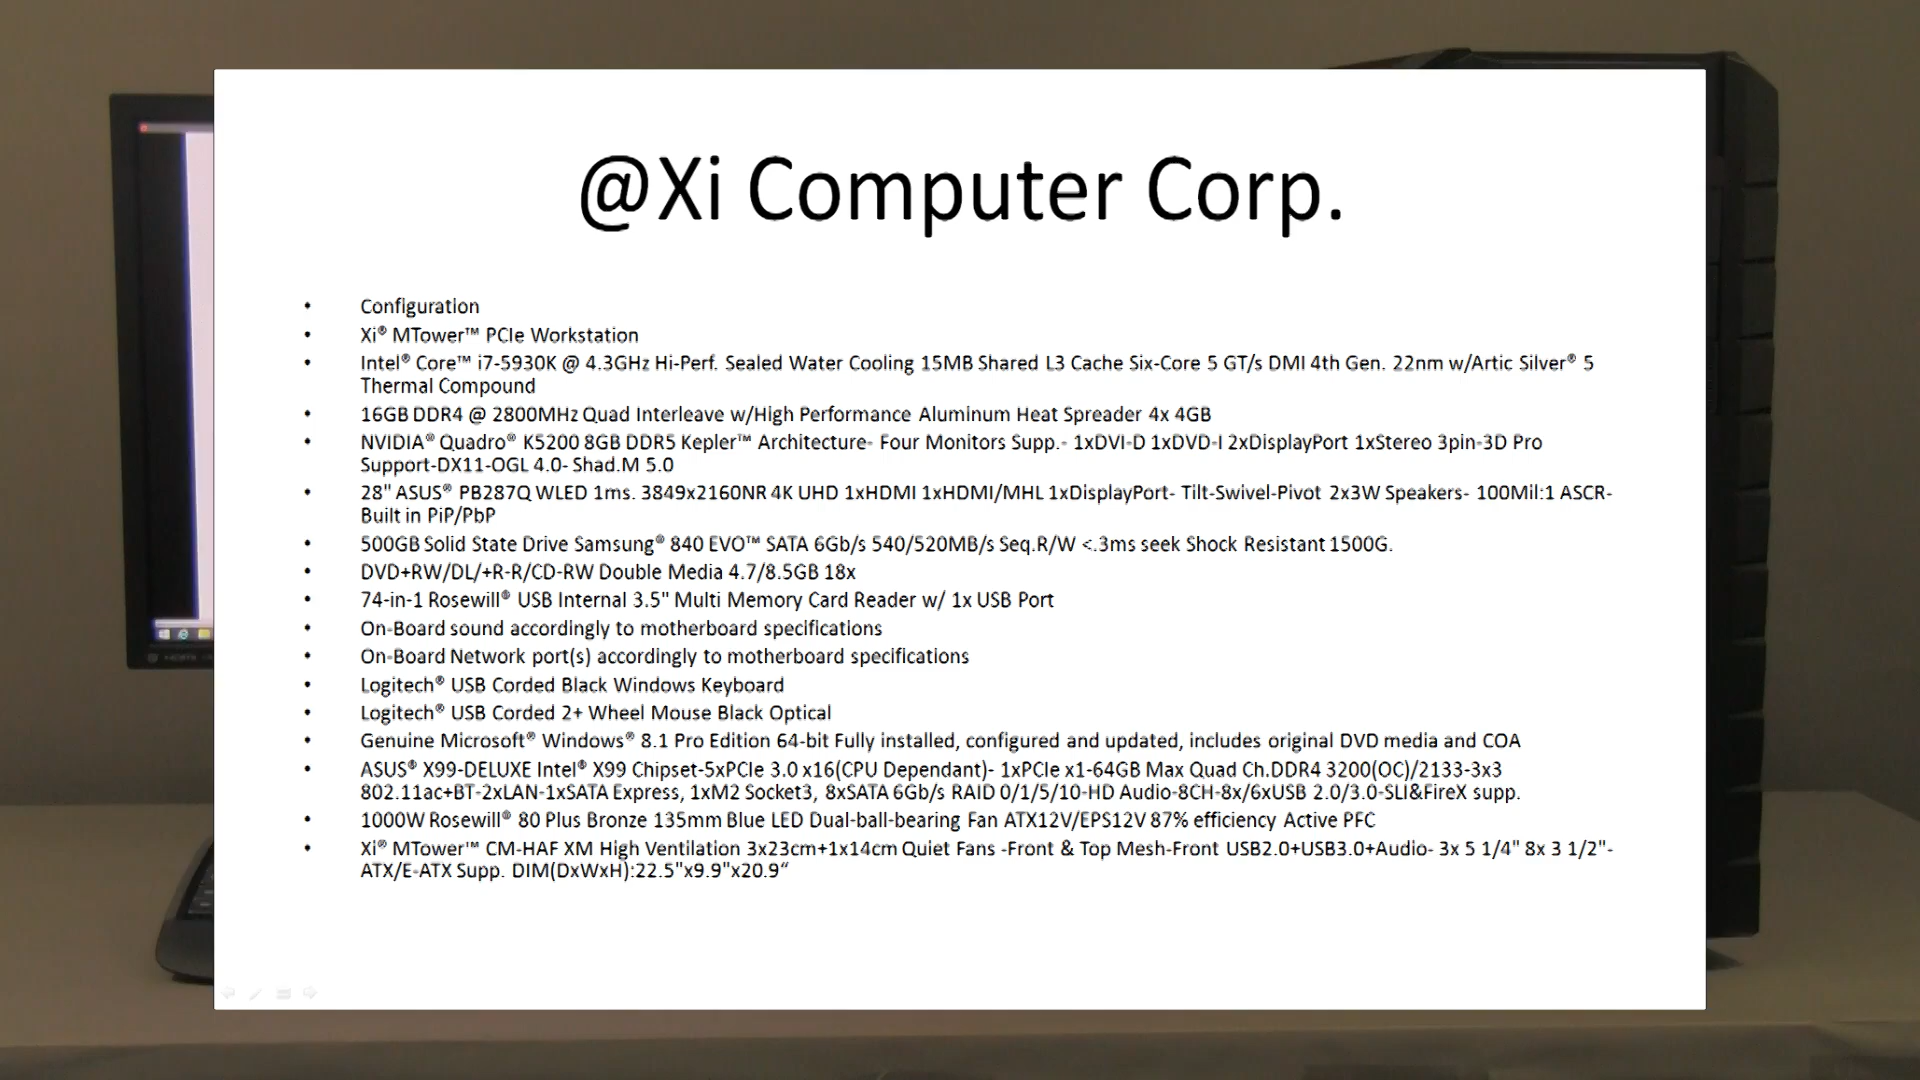 @Xi Computer Corp.
• Configuration
• Xi® MTower™ PCIe Workstation
• Intel® Core™ i7-5930K @ 4.3GHz Hi-Perf. Sealed Water Cooling 15MB Shared L3 Cache Six-Core 5 GT/s DMI 4th Gen. 22nm w/Artic Silver® 5
Thermal Compound
• 16GB DDR4 @ 2800MHz Quad Interleave w/High Performance Aluminum Heat Spreader 4x 4GB
• NVIDIA® Quadro® K5200 8GB DDR5 Kepler™ Architecture- Four Monitors Supp.- 1xDVI-D 1xDVD-I 2xDisplayPort 1xStereo 3pin-3D Pro
Support-DX11-OGL 4.0- Shad.M 5.0
• 28" ASUS® PB287Q WLED 1ms. 3849x2160NR 4K UHD 1xHDMI 1xHDMI/MHL 1xDisplayPort- Tilt-Swivel-Pivot 2x3W Speakers- 100Mil:1 ASCR-
Built in PiP/PbP
• 500GB Solid State Drive Samsung® 840 EVO™ SATA 6Gb/s 540/520MB/s Seq.R/W <.3ms seek Shock Resistant 1500G.
• DVD+RW/DL/+R-R/CD-RW Double Media 4.7/8.5GB 18x
• 74-in-1 Rosewill® USB Internal 3.5" Multi Memory Card Reader w/ 1x USB Port
• On-Board sound accordingly to motherboard specifications
• On-Board Network port(s) accordingly to motherboard specifications
• Logitech® USB Corded Black Windows Keyboard
• Logitech® USB Corded 2+ Wheel Mouse Black Optical
• Genuine Microsoft® Windows® 8.1 Pro Edition 64-bit Fully installed, configured and updated, includes original DVD media and COA
• ASUS® X99-DELUXE Intel® X99 Chipset-5xPCIe 3.0 x16(CPU Dependant)- 1xPCIe x1-64GB Max Quad Ch.DDR4 3200(OC)/2133-3x3
802.11ac+BT-2xLAN-1xSATA Express, 1xM2 Socket3, 8xSATA 6Gb/s RAID 0/1/5/10-HD Audio-8CH-8x/6xUSB 2.0/3.0-SLI&FireX supp.
• 1000W Rosewill® 80 Plus Bronze 135mm Blue LED Dual-ball-bearing Fan ATX12V/EPS12V 87% efficiency Active PFC
• Xi® MTower™ CM-HAF XM High Ventilation 3x23cm+1x14cm Quiet Fans -Front & Top Mesh-Front USB2.0+USB3.0+Audio- 3x 5 1/4" 8x 3 1/2"-
ATX/E-ATX Supp. DIM(DxWxH):22.5"x9.9"x20.9“